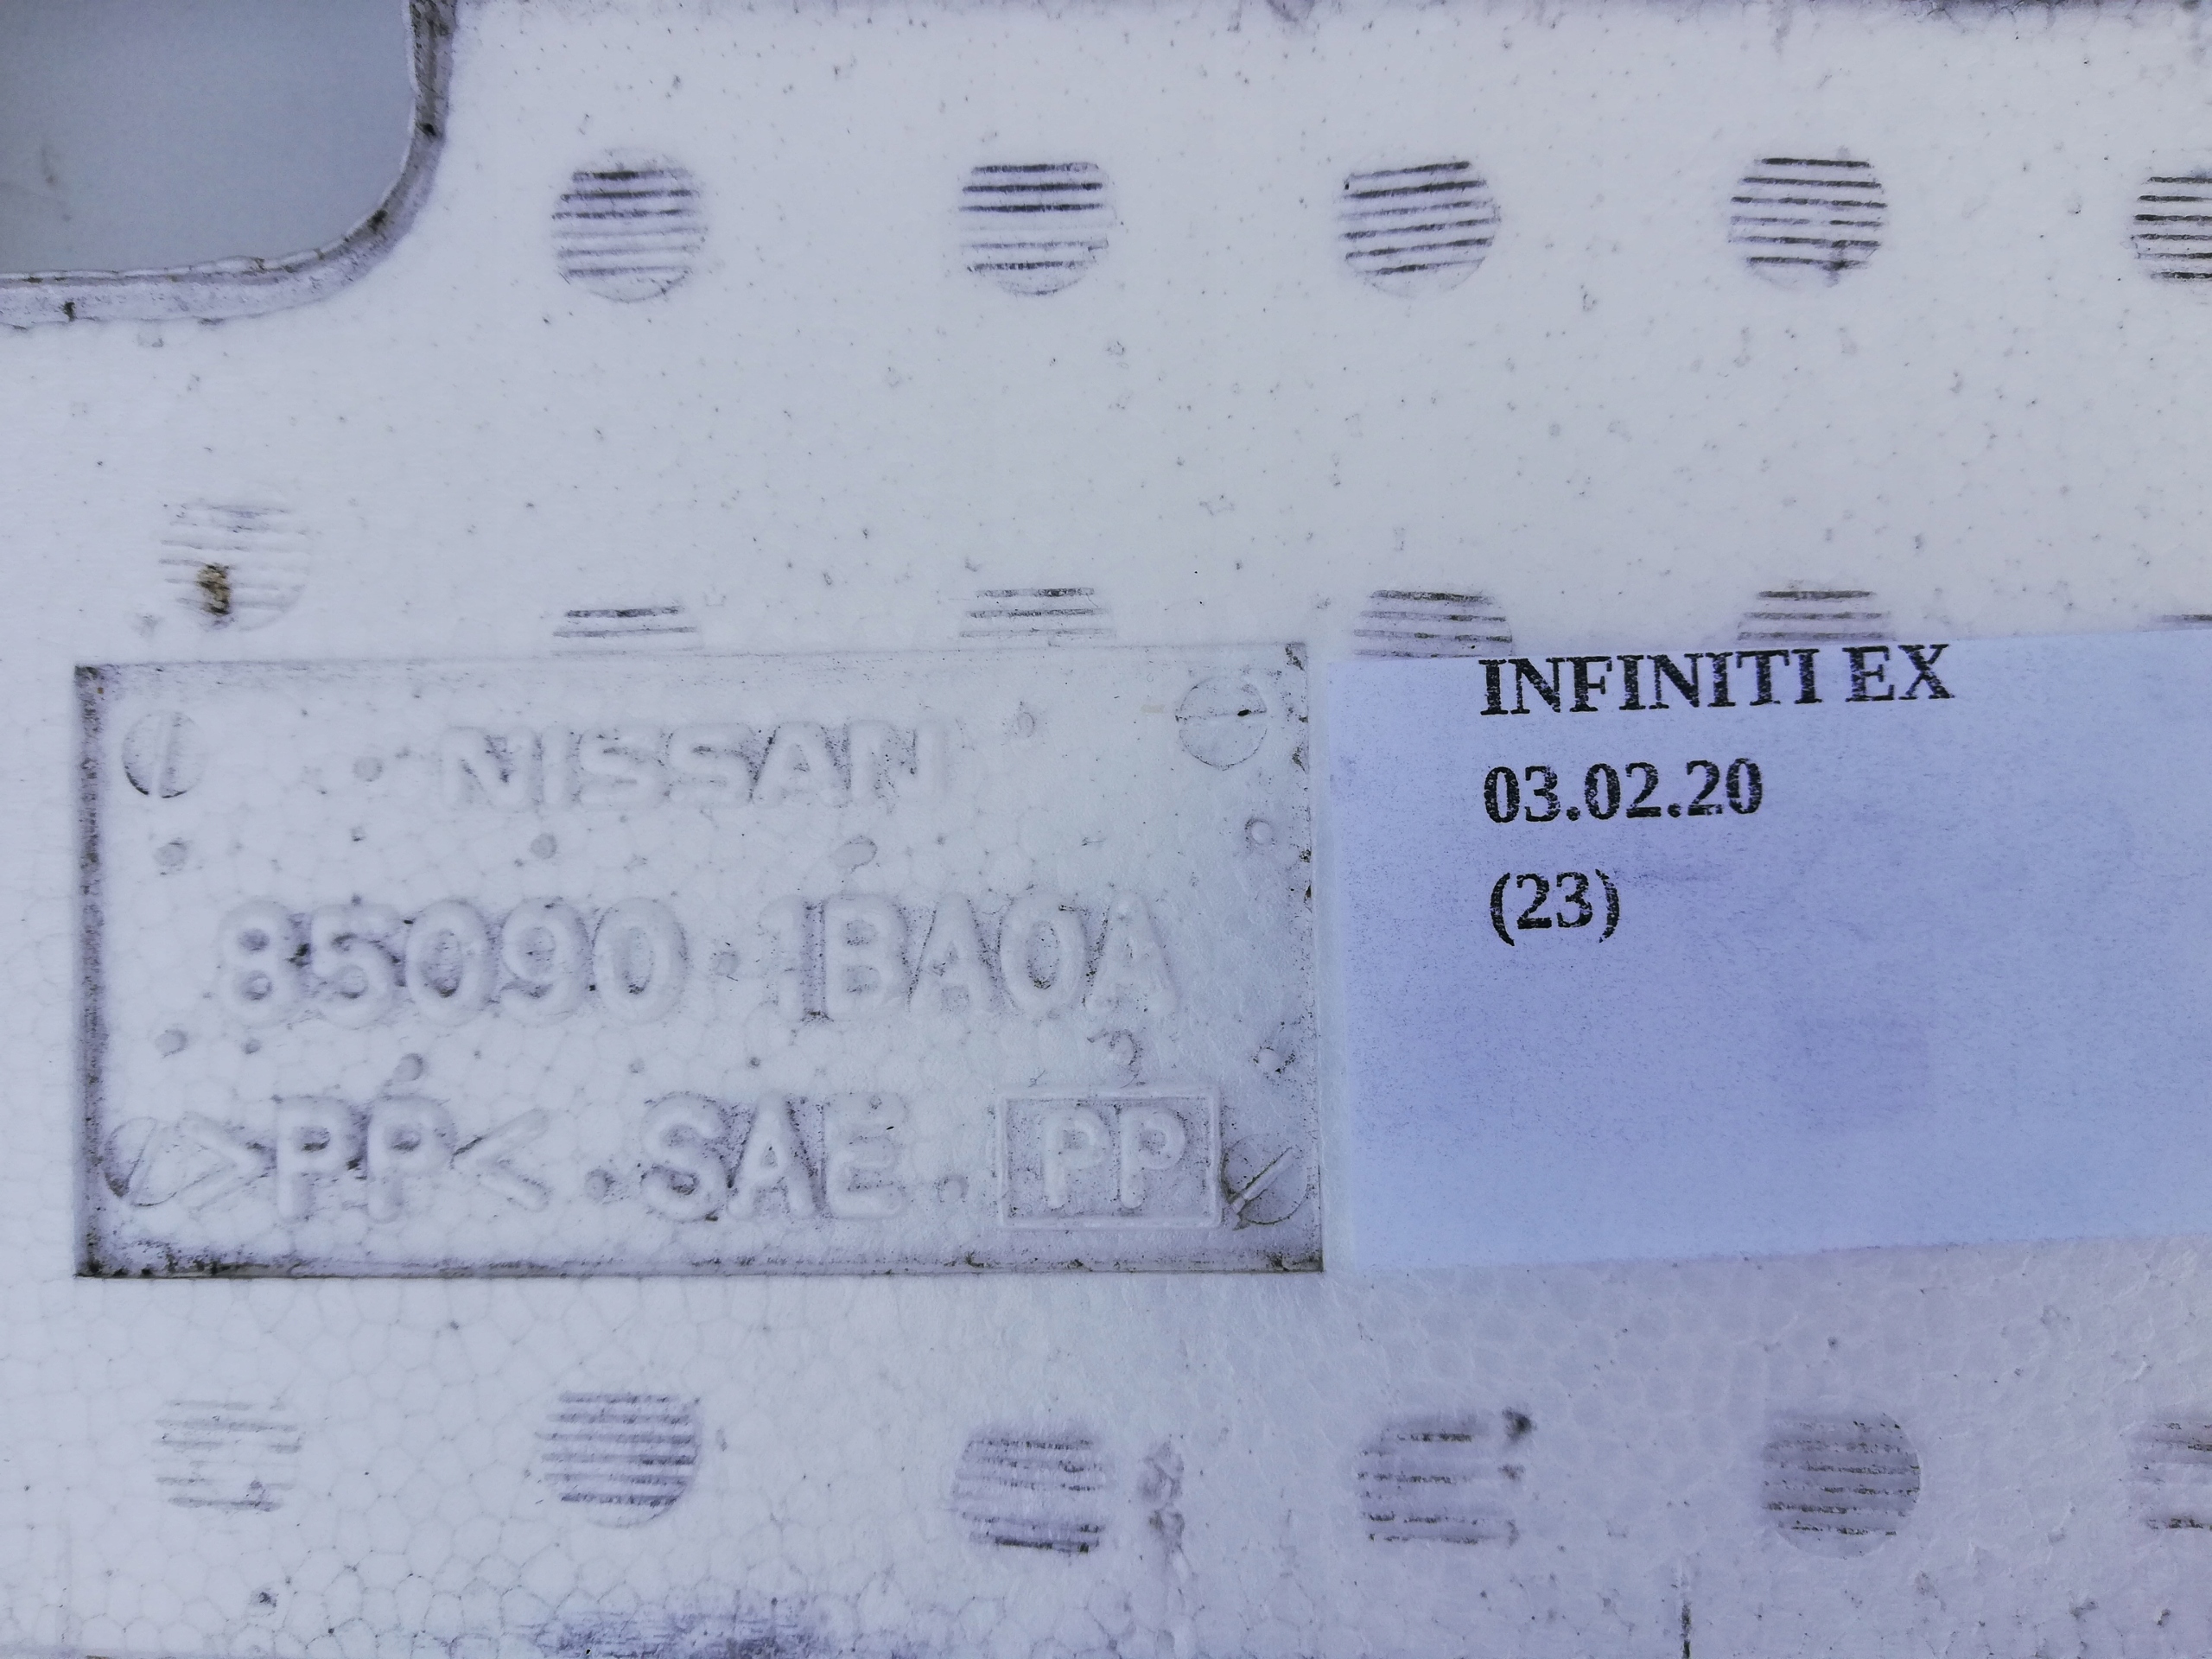 NISSAN
85090-1BA0A
>PP<.SAE.PP
INFINITI EX
03.02.20
(23)